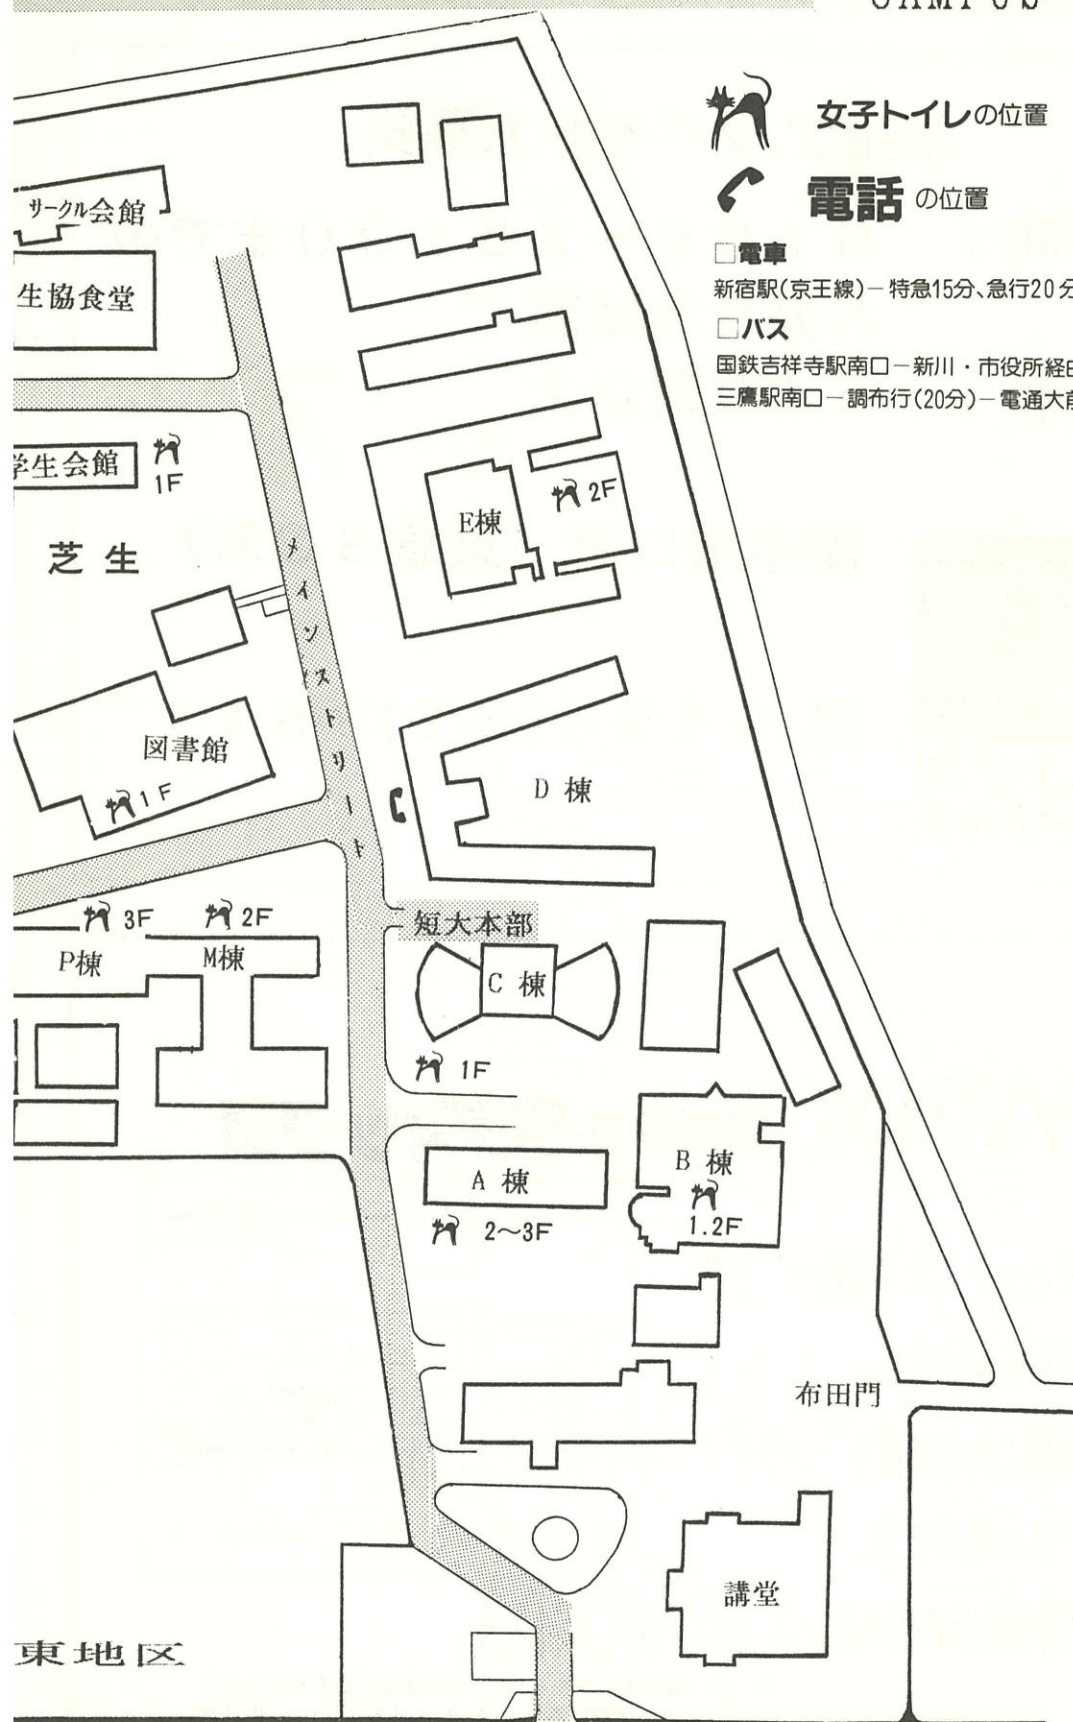 CAMPUS
女子トイレの位置
電話の位置
□電車
新宿駅(京王線)－特急15分、急行20分
□バス
国鉄吉祥寺駅南口－新川・市役所経由
三鷹駅南口－調布行(20分)－電通大前
サークル会館
生協食堂
学生会館
1F
芝生
メインストリート
E棟
2F
図書館
1F
D棟
3F
2F
P棟
M棟
短大本部
C棟
1F
A棟
2～3F
B棟
1.2F
布田門
講堂
東地区